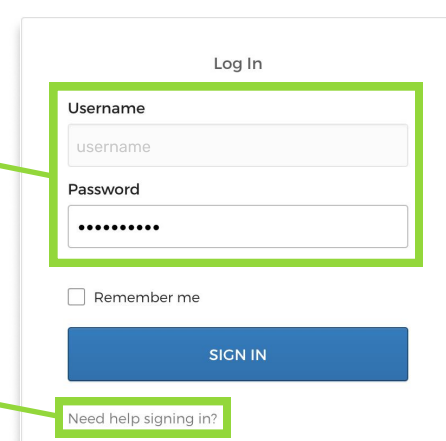 Log In
Username
username
Password
••••••••••
Remember me
SIGN IN
Need help signing in?